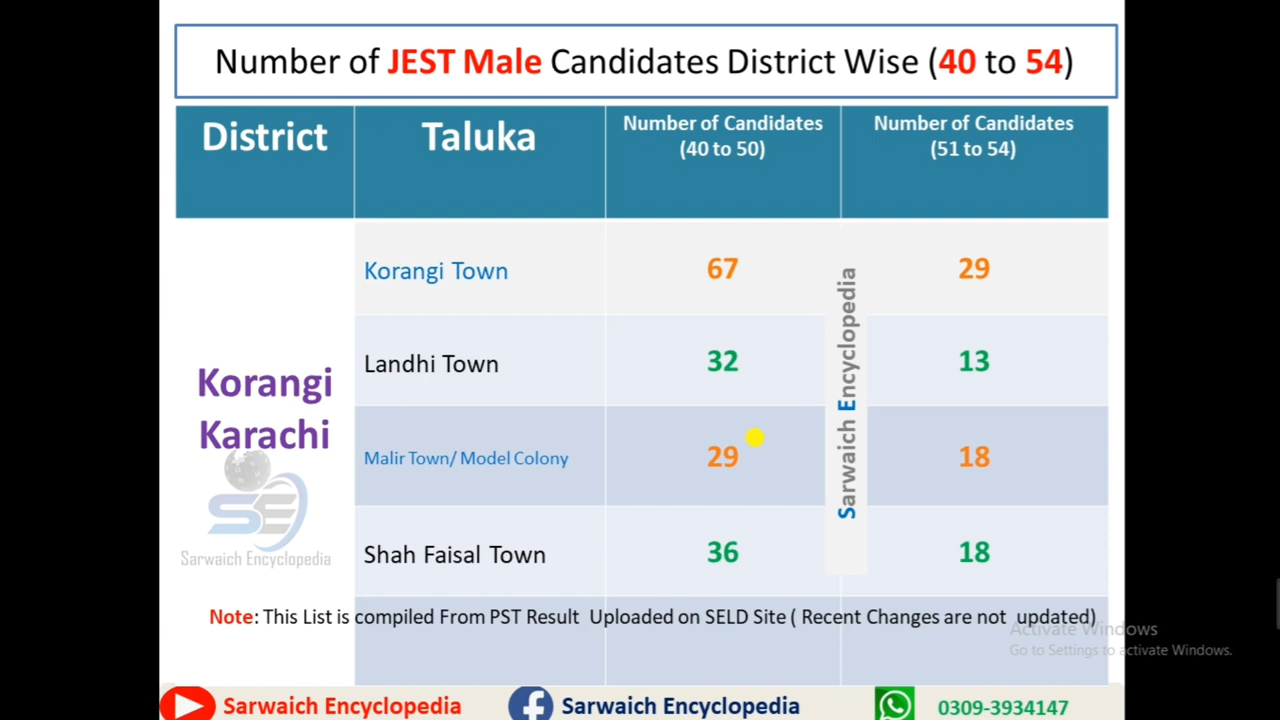 Number of JEST Male Candidates District Wise (40 to 54)
District
Taluka
Number of Candidates
(40 to 50)
Number of Candidates
(51 to 54)
Korangi
Karachi
Korangi Town
67
29
Landhi Town
32
13
Malir Town/ Model Colony
29
18
Shah Faisal Town
36
18
Sarwaich Encyclopedia
SE
Sarwaich Encyclopedia
Note: This List is compiled From PST Result Uploaded on SELD Site ( Recent Changes are not updated)
Activate Windows
Go to Settings to activate Windows.
Sarwaich Encyclopedia
Sarwaich Encyclopedia
0309-3934147